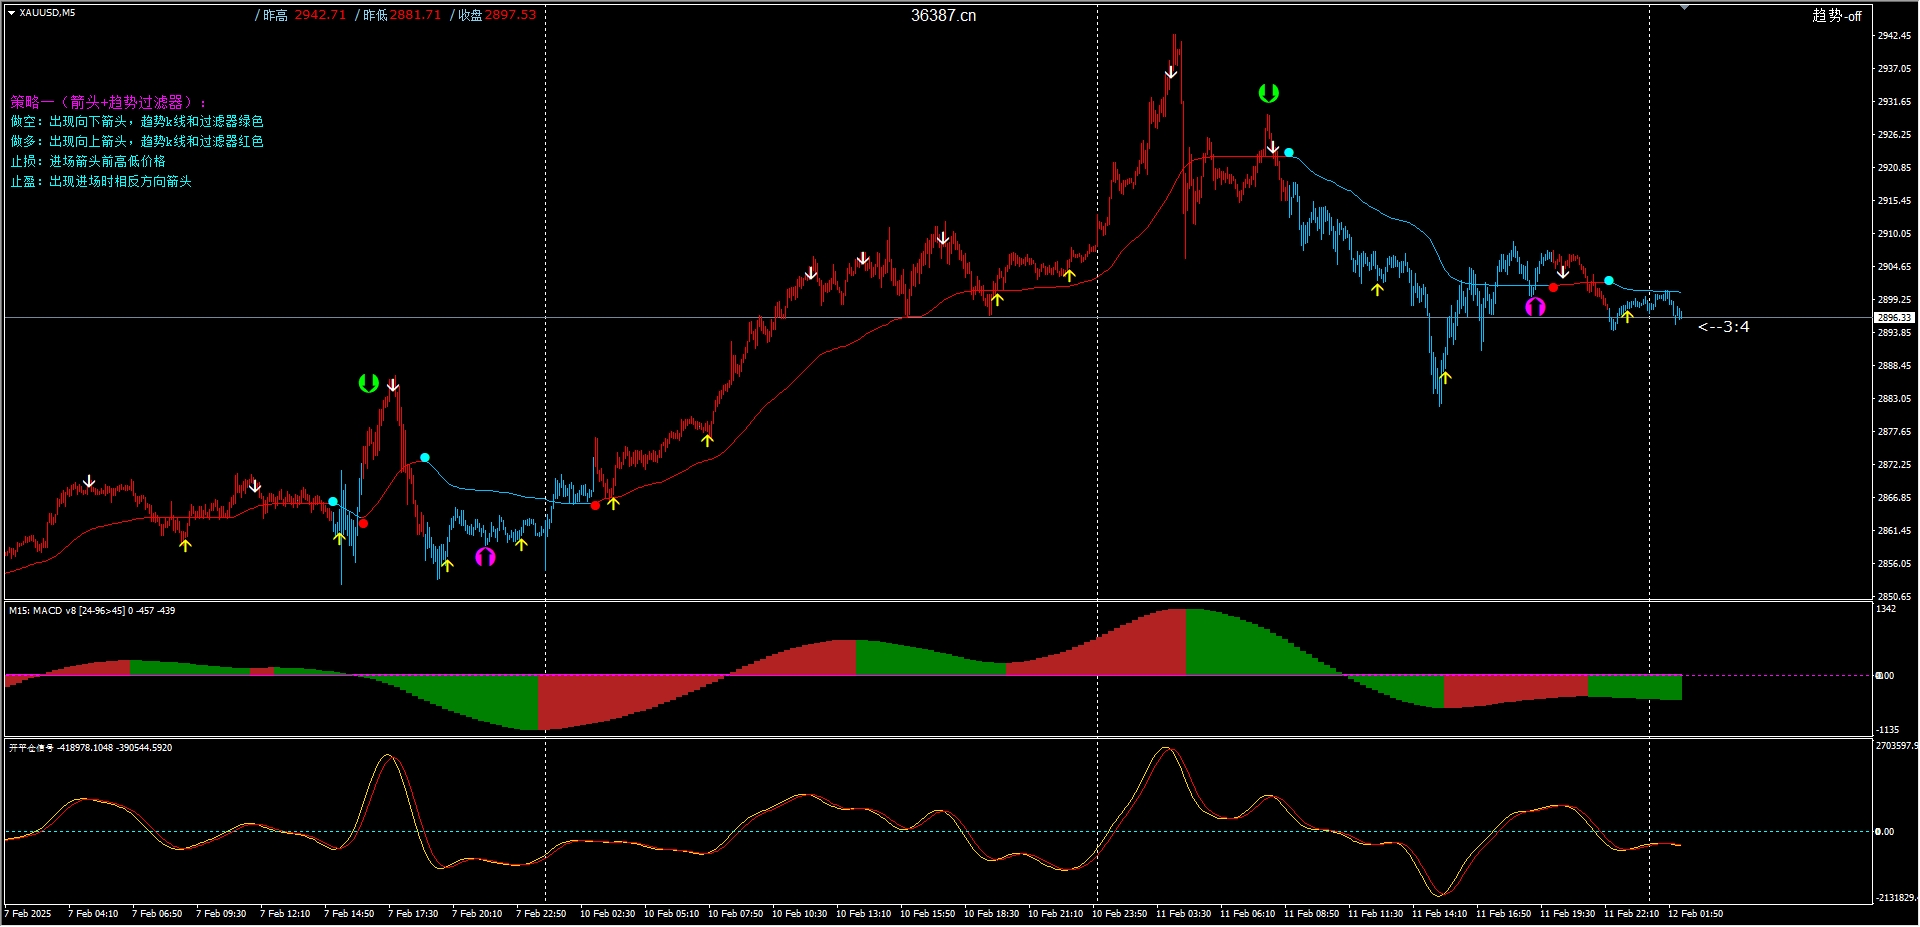 XAUUSD,M5
/昨高 2942.71 /昨低2881.71 /收盘2897.53
36387.cn
趋势-off
策略一（箭头+趋势过滤器）：
做空：出现向下箭头，趋势k线和过滤器绿色
做多：出现向上箭头，趋势k线和过滤器红色
止损：进场箭头前高低价格
止盈：出现进场时相反方向箭头
2942.45
2937.05
2931.65
2926.25
2920.85
2915.45
2910.05
2904.65
2899.25
2896.33
2893.85
2888.45
2883.05
2877.65
2872.25
2866.85
2861.45
2856.05
2850.65
<--3:4
M15: MACD v8 [24-96>45] 0 -457 -439
1342
0.00
-1135
开平仓信号 -418978.1048 -390544.5920
2703597.9
0.00
-2131829.
7 Feb 2025 7 Feb 04:10 7 Feb 06:50 7 Feb 09:30 7 Feb 12:10 7 Feb 14:50 7 Feb 17:30 7 Feb 20:10 7 Feb 22:50 10 Feb 02:30 10 Feb 05:10 10 Feb 07:50 10 Feb 10:30 10 Feb 13:10 10 Feb 15:50 10 Feb 18:30 10 Feb 21:10 10 Feb 23:50 11 Feb 03:30 11 Feb 06:10 11 Feb 08:50 11 Feb 11:30 11 Feb 14:10 11 Feb 16:50 11 Feb 19:30 11 Feb 22:10 12 Feb 01:50